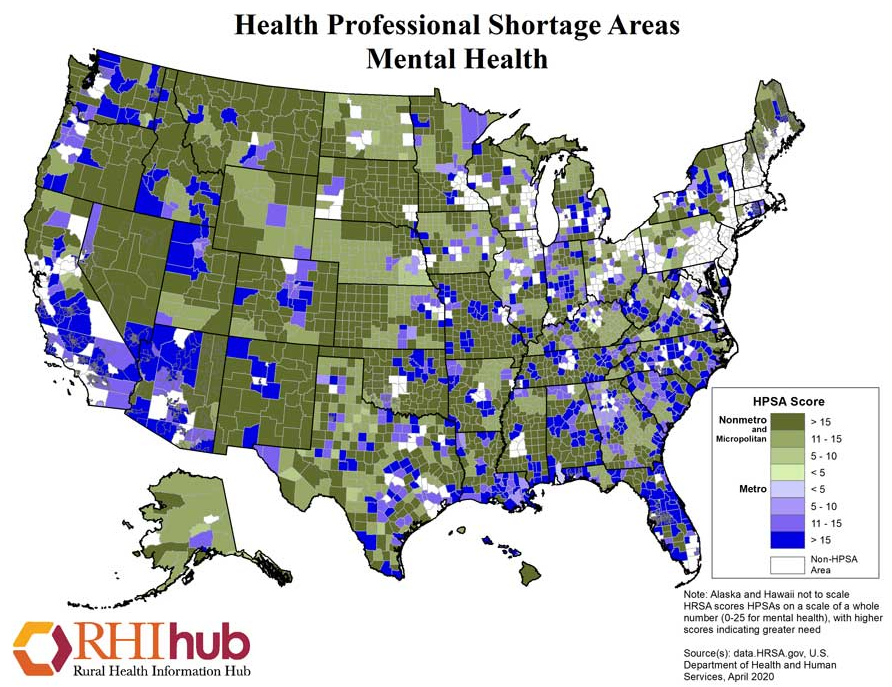 Health Professional Shortage Areas
Mental Health
HPSA Score
Nonmetro
and
Micropolitan
> 15
11 - 15
5 - 10
< 5
Metro
< 5
5 - 10
11 - 15
> 15
Non-HPSA
Area
Note: Alaska and Hawaii not to scale
HRSA scores HPSAs on a scale of a whole
number (0-25 for mental health), with higher
scores indicating greater need
Source(s): data.HRSA.gov, U.S.
Department of Health and Human
Services, April 2020
RHIhub
Rural Health Information Hub